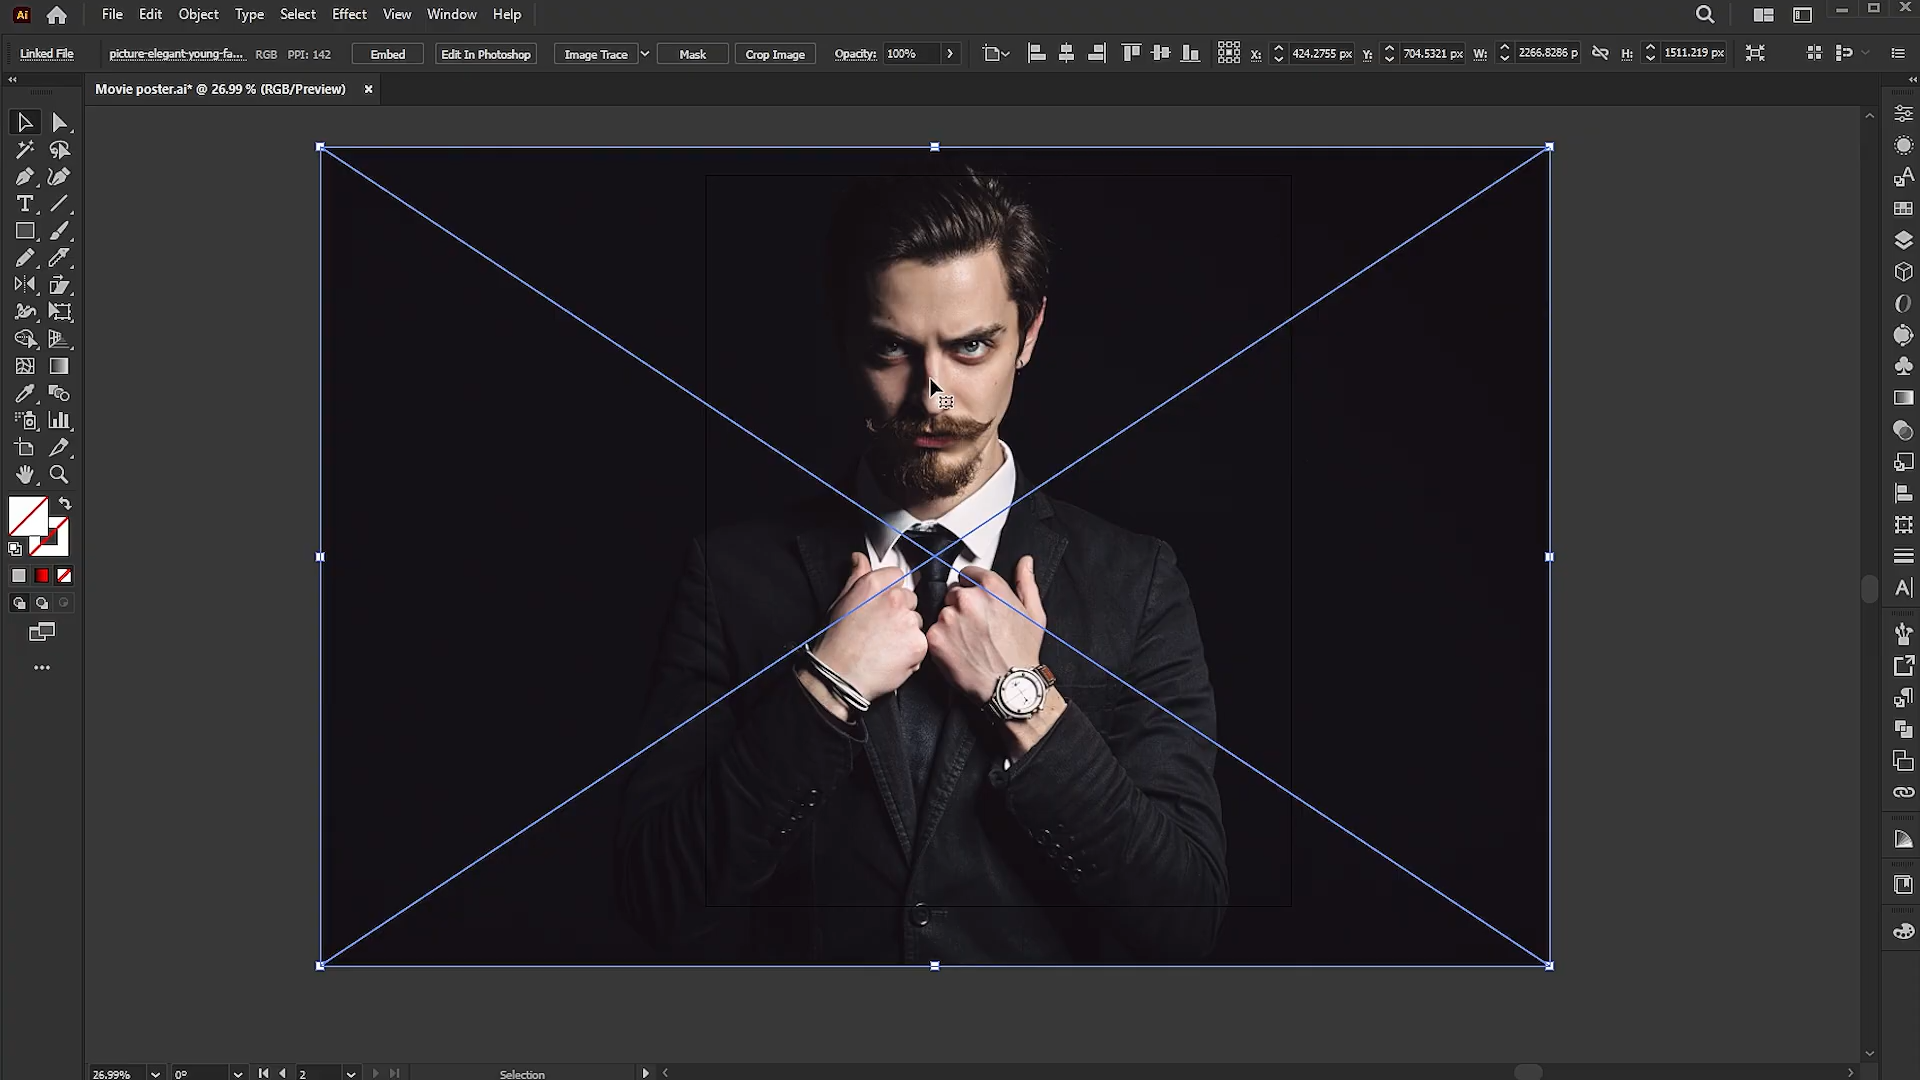 Ai File Edit Object Type Select Effect View Window Help
Linked File picture-elegant-young-fa... RGB PPI: 142 Embed Edit In Photoshop Image Trace Mask Crop Image Opacity: 100% X: 424.2755 px Y: 704.5321 px W: 2266.8286 p H: 1511.219 px
Movie poster.ai* @ 26.99 % (RGB/Preview)
26.99% 0° 2 Selection